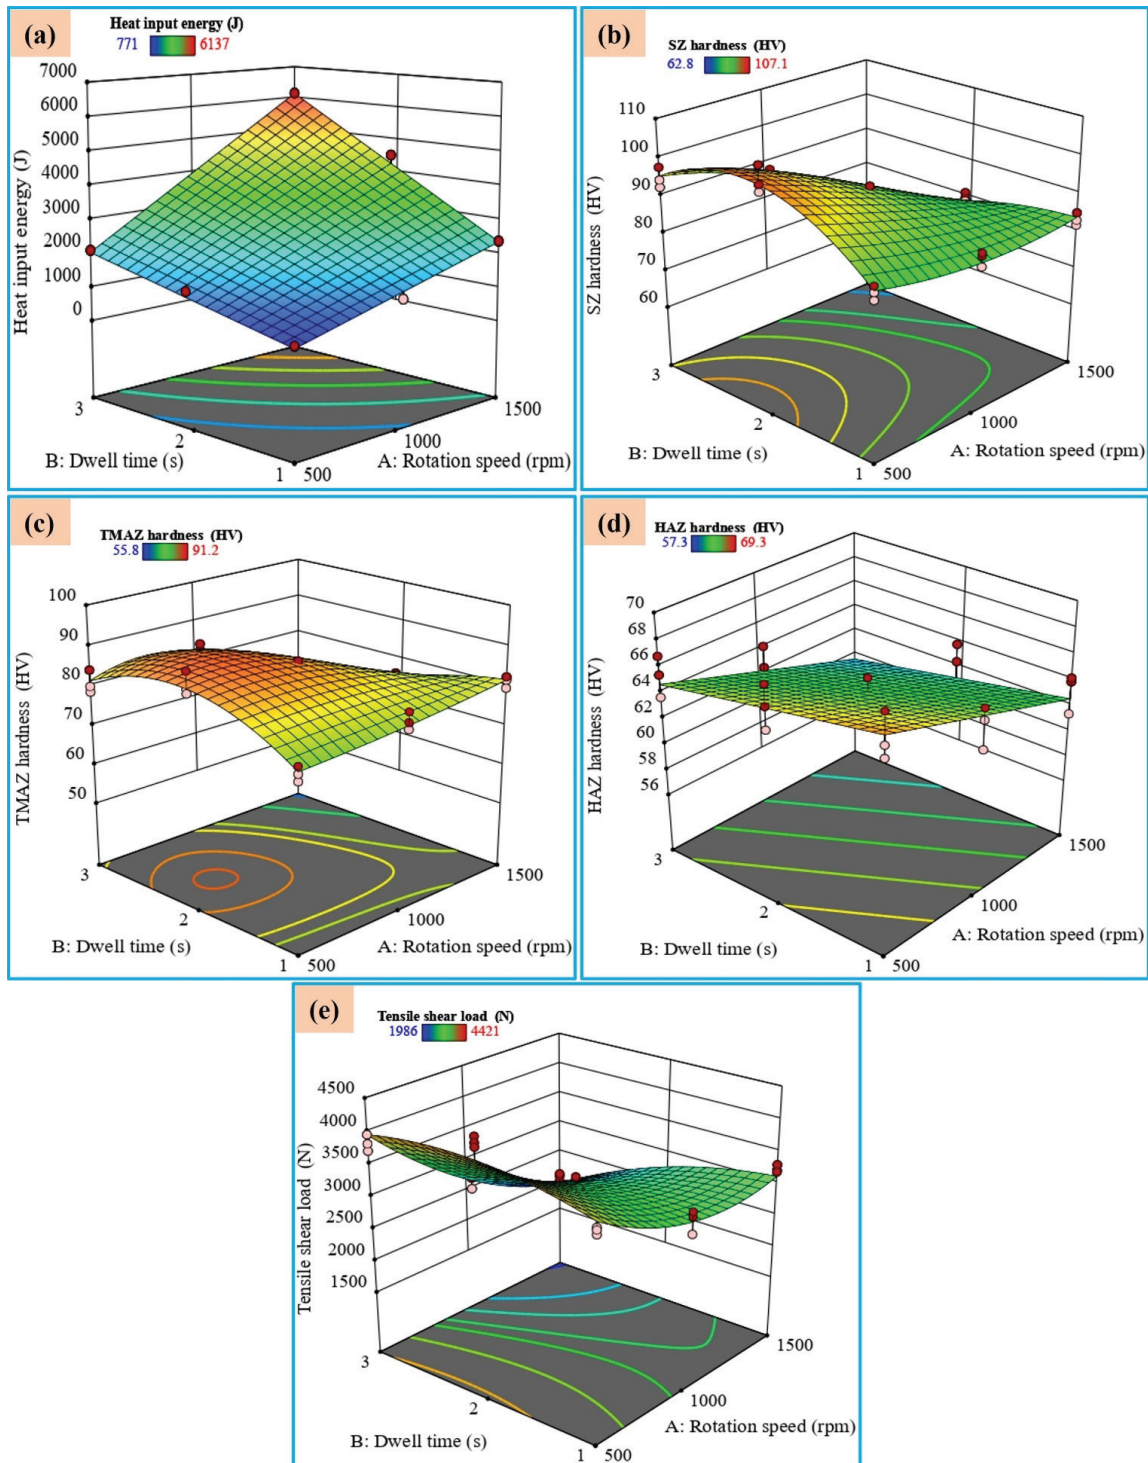 (a)
Heat input energy (J)
771 6137
7000
6000
5000
4000
3000
2000
1000
0
Heat input energy (J)
3
2
1
500
1000
1500
B: Dwell time (s)
A: Rotation speed (rpm)
(b)
SZ hardness (HV)
62.8 107.1
110
100
90
80
70
60
SZ hardness (HV)
3
2
1
500
1000
1500
B: Dwell time (s)
A: Rotation speed (rpm)
(c)
TMAZ hardness (HV)
55.8 91.2
100
90
80
70
60
50
TMAZ hardness (HV)
3
2
1
500
1000
1500
B: Dwell time (s)
A: Rotation speed (rpm)
(d)
HAZ hardness (HV)
57.3 69.3
70
68
66
64
62
60
58
56
HAZ hardness (HV)
3
2
1
500
1000
1500
B: Dwell time (s)
A: Rotation speed (rpm)
(e)
Tensile shear load (N)
1986 4421
4500
4000
3500
3000
2500
2000
1500
Tensile shear load (N)
3
2
1
500
1000
1500
B: Dwell time (s)
A: Rotation speed (rpm)